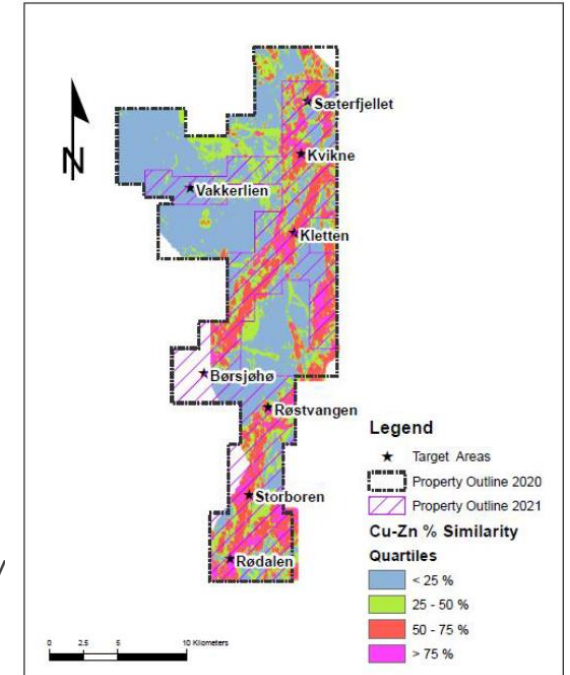 N
Sæterfjellet
Kvikne
Vakkerlien
Kletten
Børsjøhø
Røstvangen
Storboren
Rødalen
Legend
Target Areas
Property Outline 2020
Property Outline 2021
Cu-Zn % Similarity
Quartiles
< 25 %
25 - 50 %
50 - 75 %
> 75 %
0 2.5 5 10 Kilometers